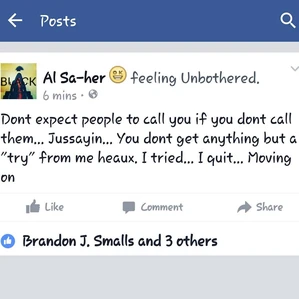 Posts
BLACK
Al Sa-her 😁 feeling Unbothered.
6 mins •
Dont expect people to call you if you dont call
them... Jussayin... You dont get anything but a
"try" from me heaux. I tried... I quit... Moving
on
Like Comment Share
Brandon J. Smalls and 3 others